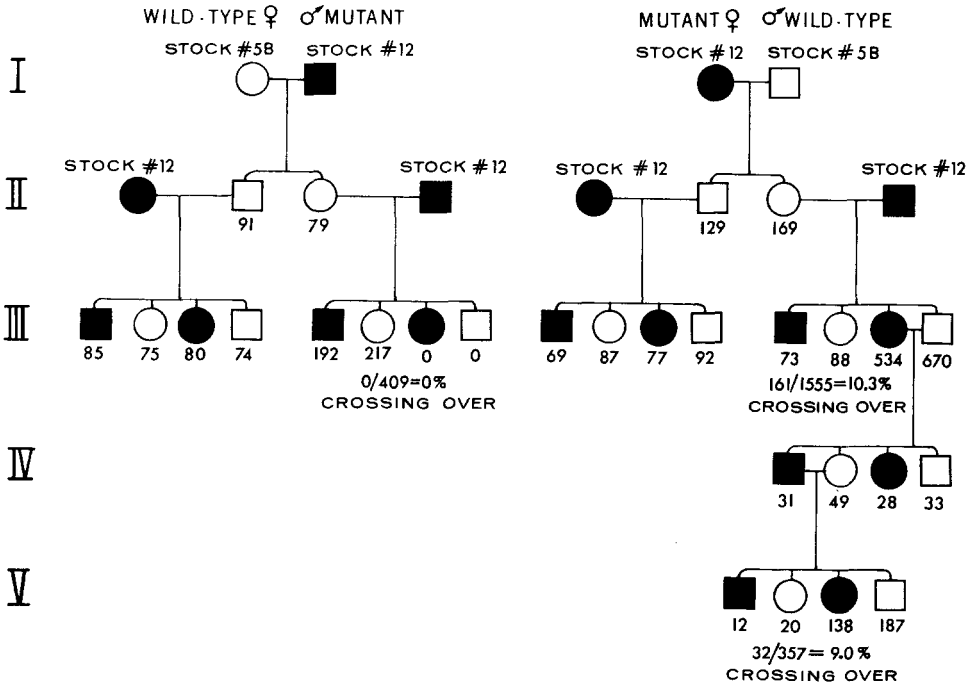 WILD-TYPE ♀ ♂ MUTANT
STOCK #5B STOCK #12
MUTANT ♀ ♂ WILD-TYPE
STOCK #12 STOCK #5B
I
STOCK #12 STOCK #12
STOCK #12 STOCK #12
II
91 79
129 169
III
85 75 80 74
192 217 0 0
69 87 77 92
73 88 534 670
0/409=0%
CROSSING OVER
161/1555=10.3%
CROSSING OVER
IV
31 49 28 33
V
12 20 138 187
32/357= 9.0%
CROSSING OVER